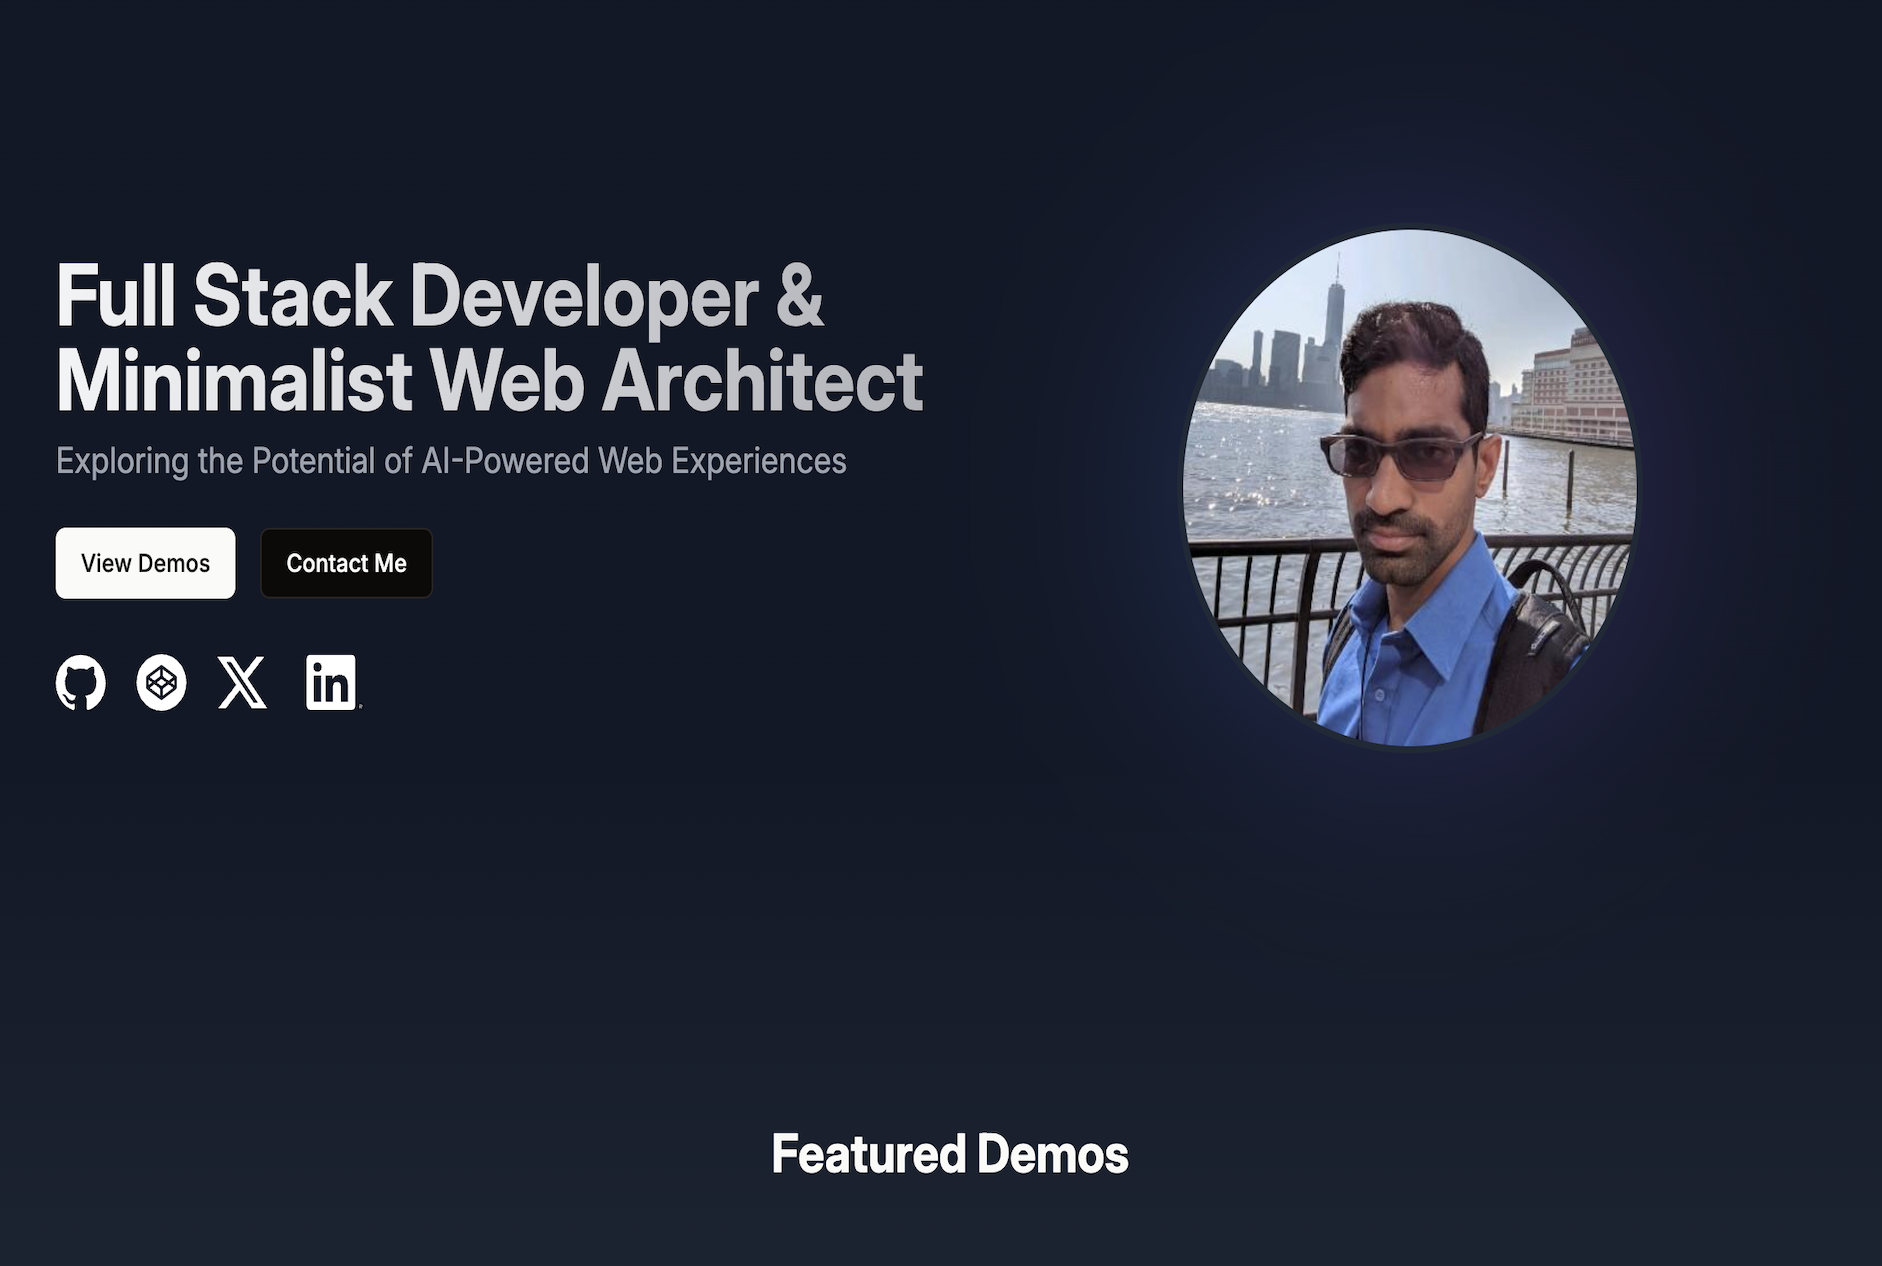 Full Stack Developer &
Minimalist Web Architect
Exploring the Potential of AI-Powered Web Experiences
View Demos
Contact Me
in
Featured Demos